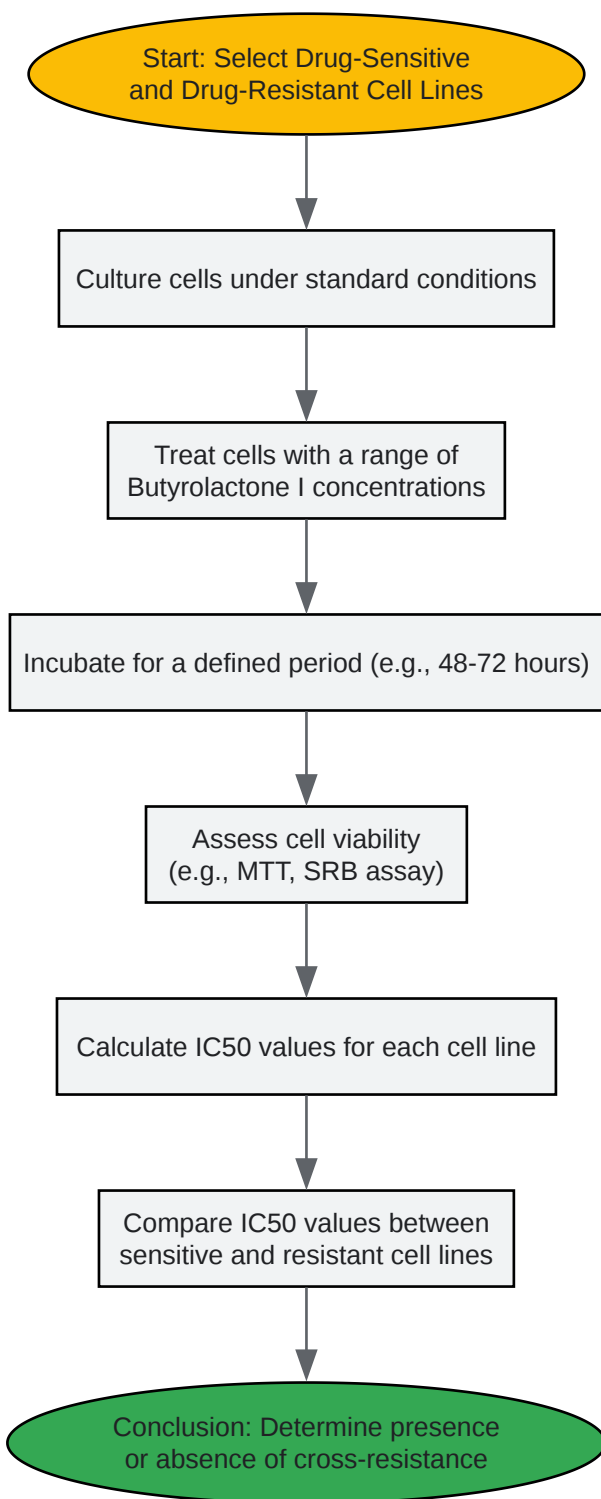 Start: Select Drug-Sensitive
and Drug-Resistant Cell Lines
Culture cells under standard conditions
Treat cells with a range of
Butyrolactone I concentrations
Incubate for a defined period (e.g., 48-72 hours)
Assess cell viability
(e.g., MTT, SRB assay)
Calculate IC50 values for each cell line
Compare IC50 values between
sensitive and resistant cell lines
Conclusion: Determine presence
or absence of cross-resistance